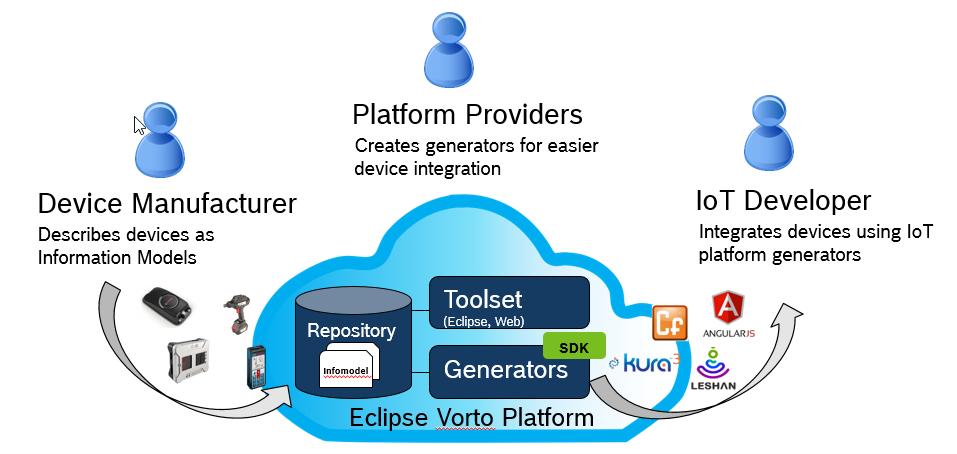 Platform Providers
Creates generators for easier
device integration
Device Manufacturer
Describes devices as
Information Models
IoT Developer
Integrates devices using IoT
platform generators
Repository
Infomodel
Toolset
(Eclipse, Web)
SDK
Generators
Eclipse Vorto Platform
Cf
ANGULARJS
kura
LESHAN